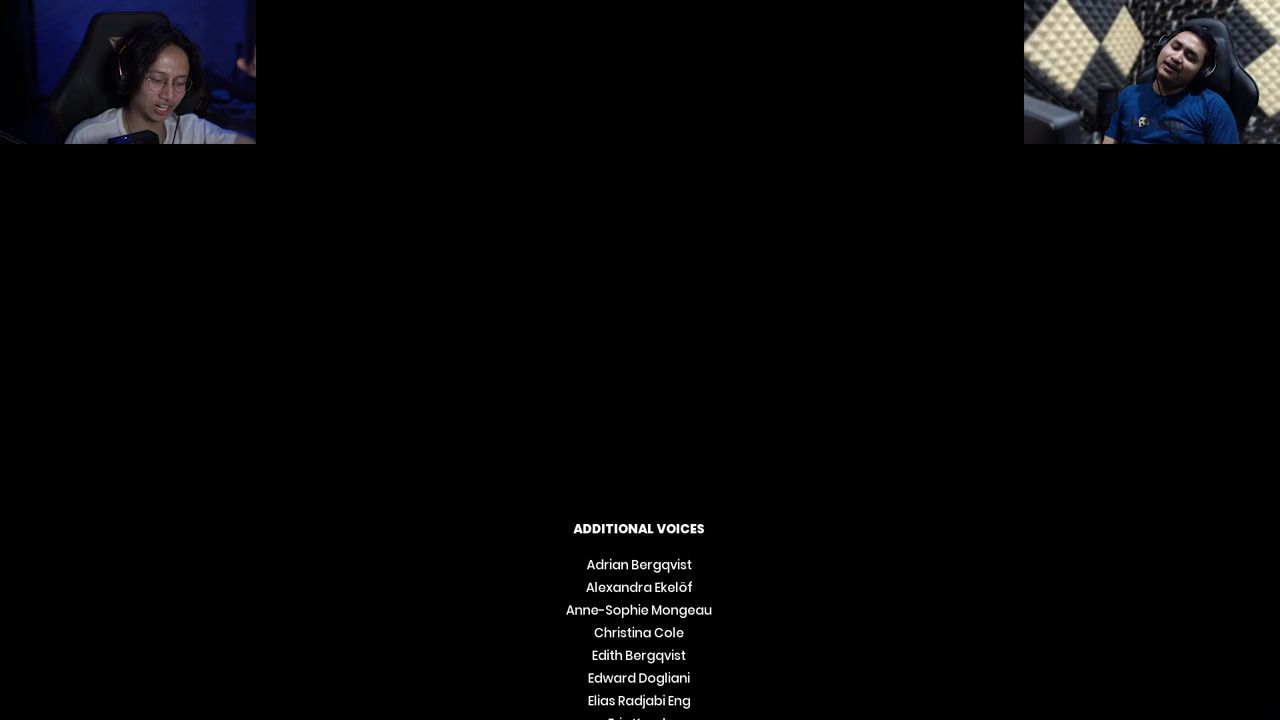 ADDITIONAL VOICES
Adrian Bergqvist
Alexandra Ekelöf
Anne-Sophie Mongeau
Christina Cole
Edith Bergqvist
Edward Dogliani
Elias Radjabi Eng